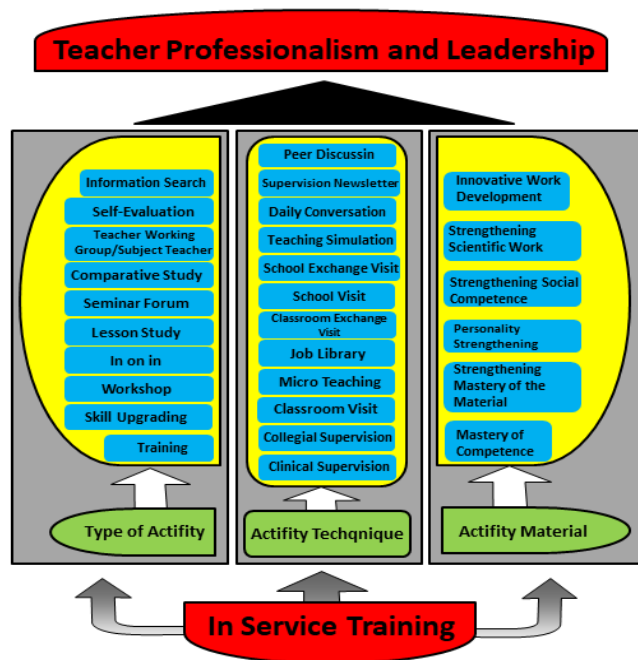 Teacher Professionalism and Leadership
Information Search
Self-Evaluation
Teacher Working
Group/Subject Teacher
Comparative Study
Seminar Forum
Lesson Study
In on in
Workshop
Skill Upgrading
Training
Type of Actifity
Peer Discussin
Supervision Newsletter
Daily Conversation
Teaching Simulation
School Exchange Visit
School Visit
Classroom Exchange
Visit
Job Library
Micro Teaching
Classroom Visit
Collegial Supervision
Clinical Supervision
Actifity Techqnique
Innovative Work
Development
Strengthening
Scientific Work
Strengthening Social
Competence
Personality
Strengthening
Strengthening
Mastery of the
Material
Mastery of
Competence
Actifity Material
In Service Training